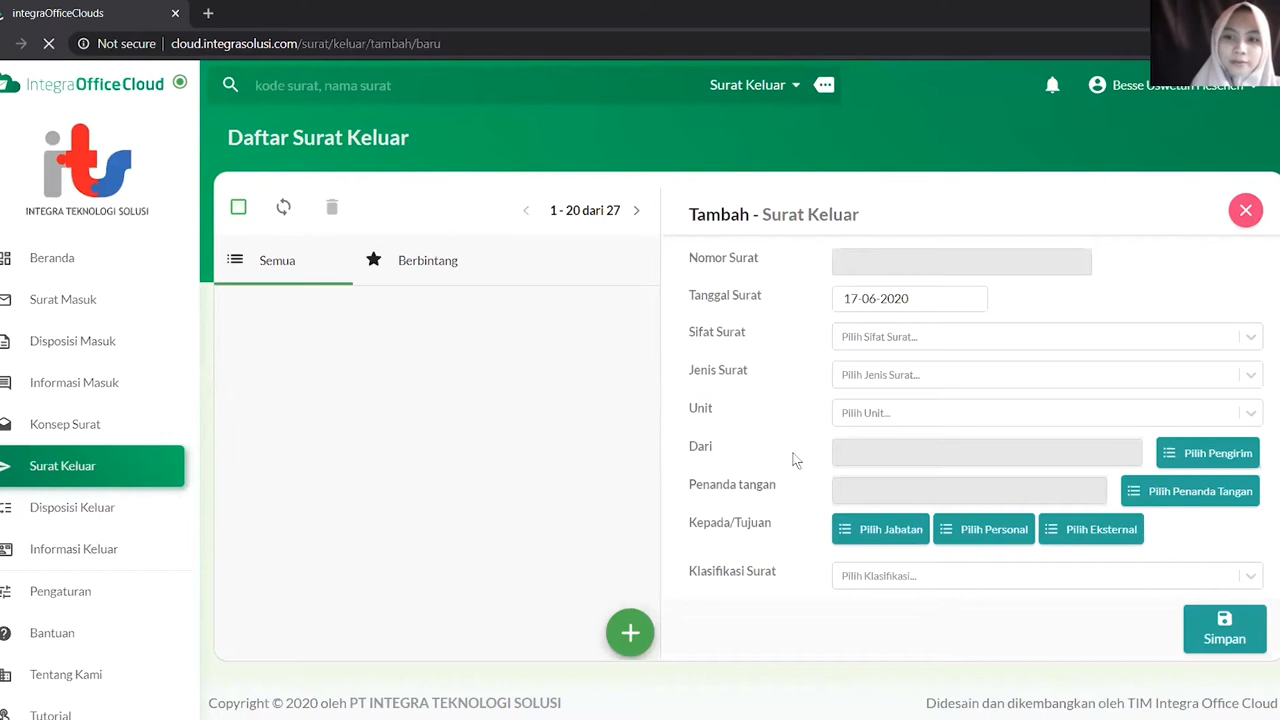 integraOfficeClouds
Not secure cloud.integrasolusi.com/surat/keluar/tambah/baru
IntegraOfficeCloud
kode surat, nama surat
Surat Keluar
Besse
its
INTEGRA TEKNOLOGI SOLUSI
Beranda
Surat Masuk
Disposisi Masuk
Informasi Masuk
Konsep Surat
Surat Keluar
Disposisi Keluar
Informasi Keluar
Pengaturan
Bantuan
Tentang Kami
Tutorial
Daftar Surat Keluar
1 - 20 dari 27
Semua
Berbintang
Tambah - Surat Keluar
Nomor Surat
Tanggal Surat 17-06-2020
Sifat Surat Pilih Sifat Surat...
Jenis Surat Pilih Jenis Surat...
Unit Pilih Unit...
Dari Pilih Pengirim
Penanda tangan Pilih Penanda Tangan
Kepada/Tujuan Pilih Jabatan Pilih Personal Pilih Eksternal
Klasifikasi Surat Pilih Klasifikasi...
Simpan
Copyright © 2020 oleh PT INTEGRA TEKNOLOGI SOLUSI
Didesain dan dikembangkan oleh TIM Integra Office Cloud